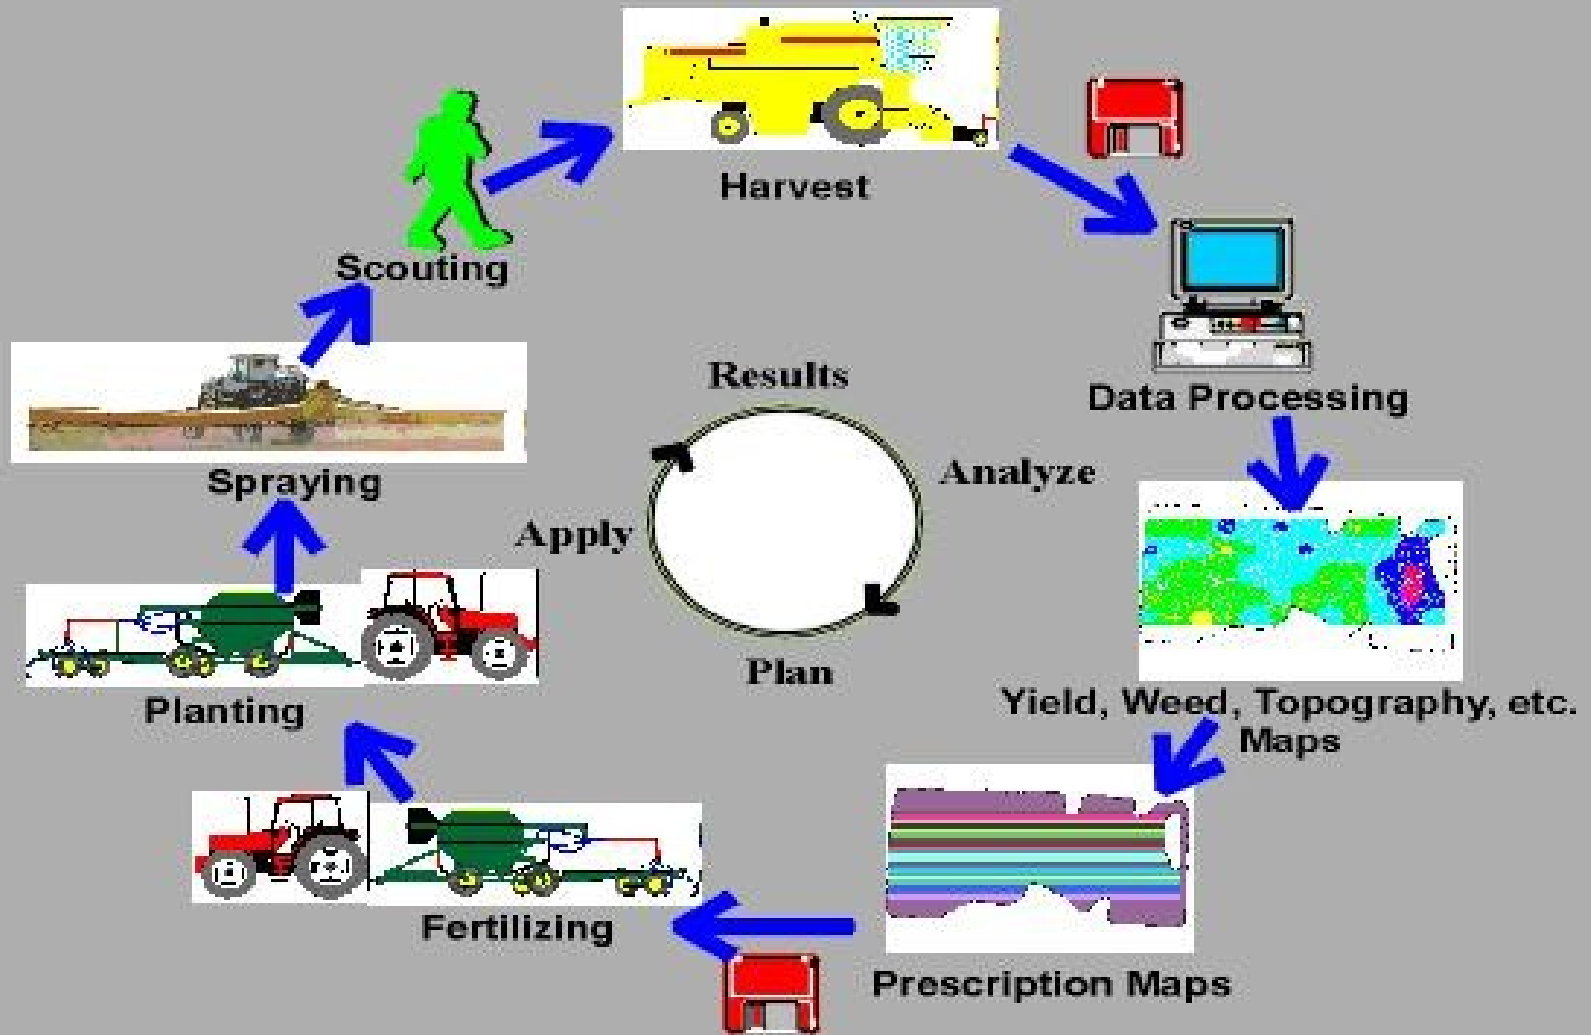 Harvest
Scouting
Results
Data Processing
Analyze
Spraying
Apply
Plan
Yield, Weed, Topography, etc.
Maps
Planting
Fertilizing
Prescription Maps